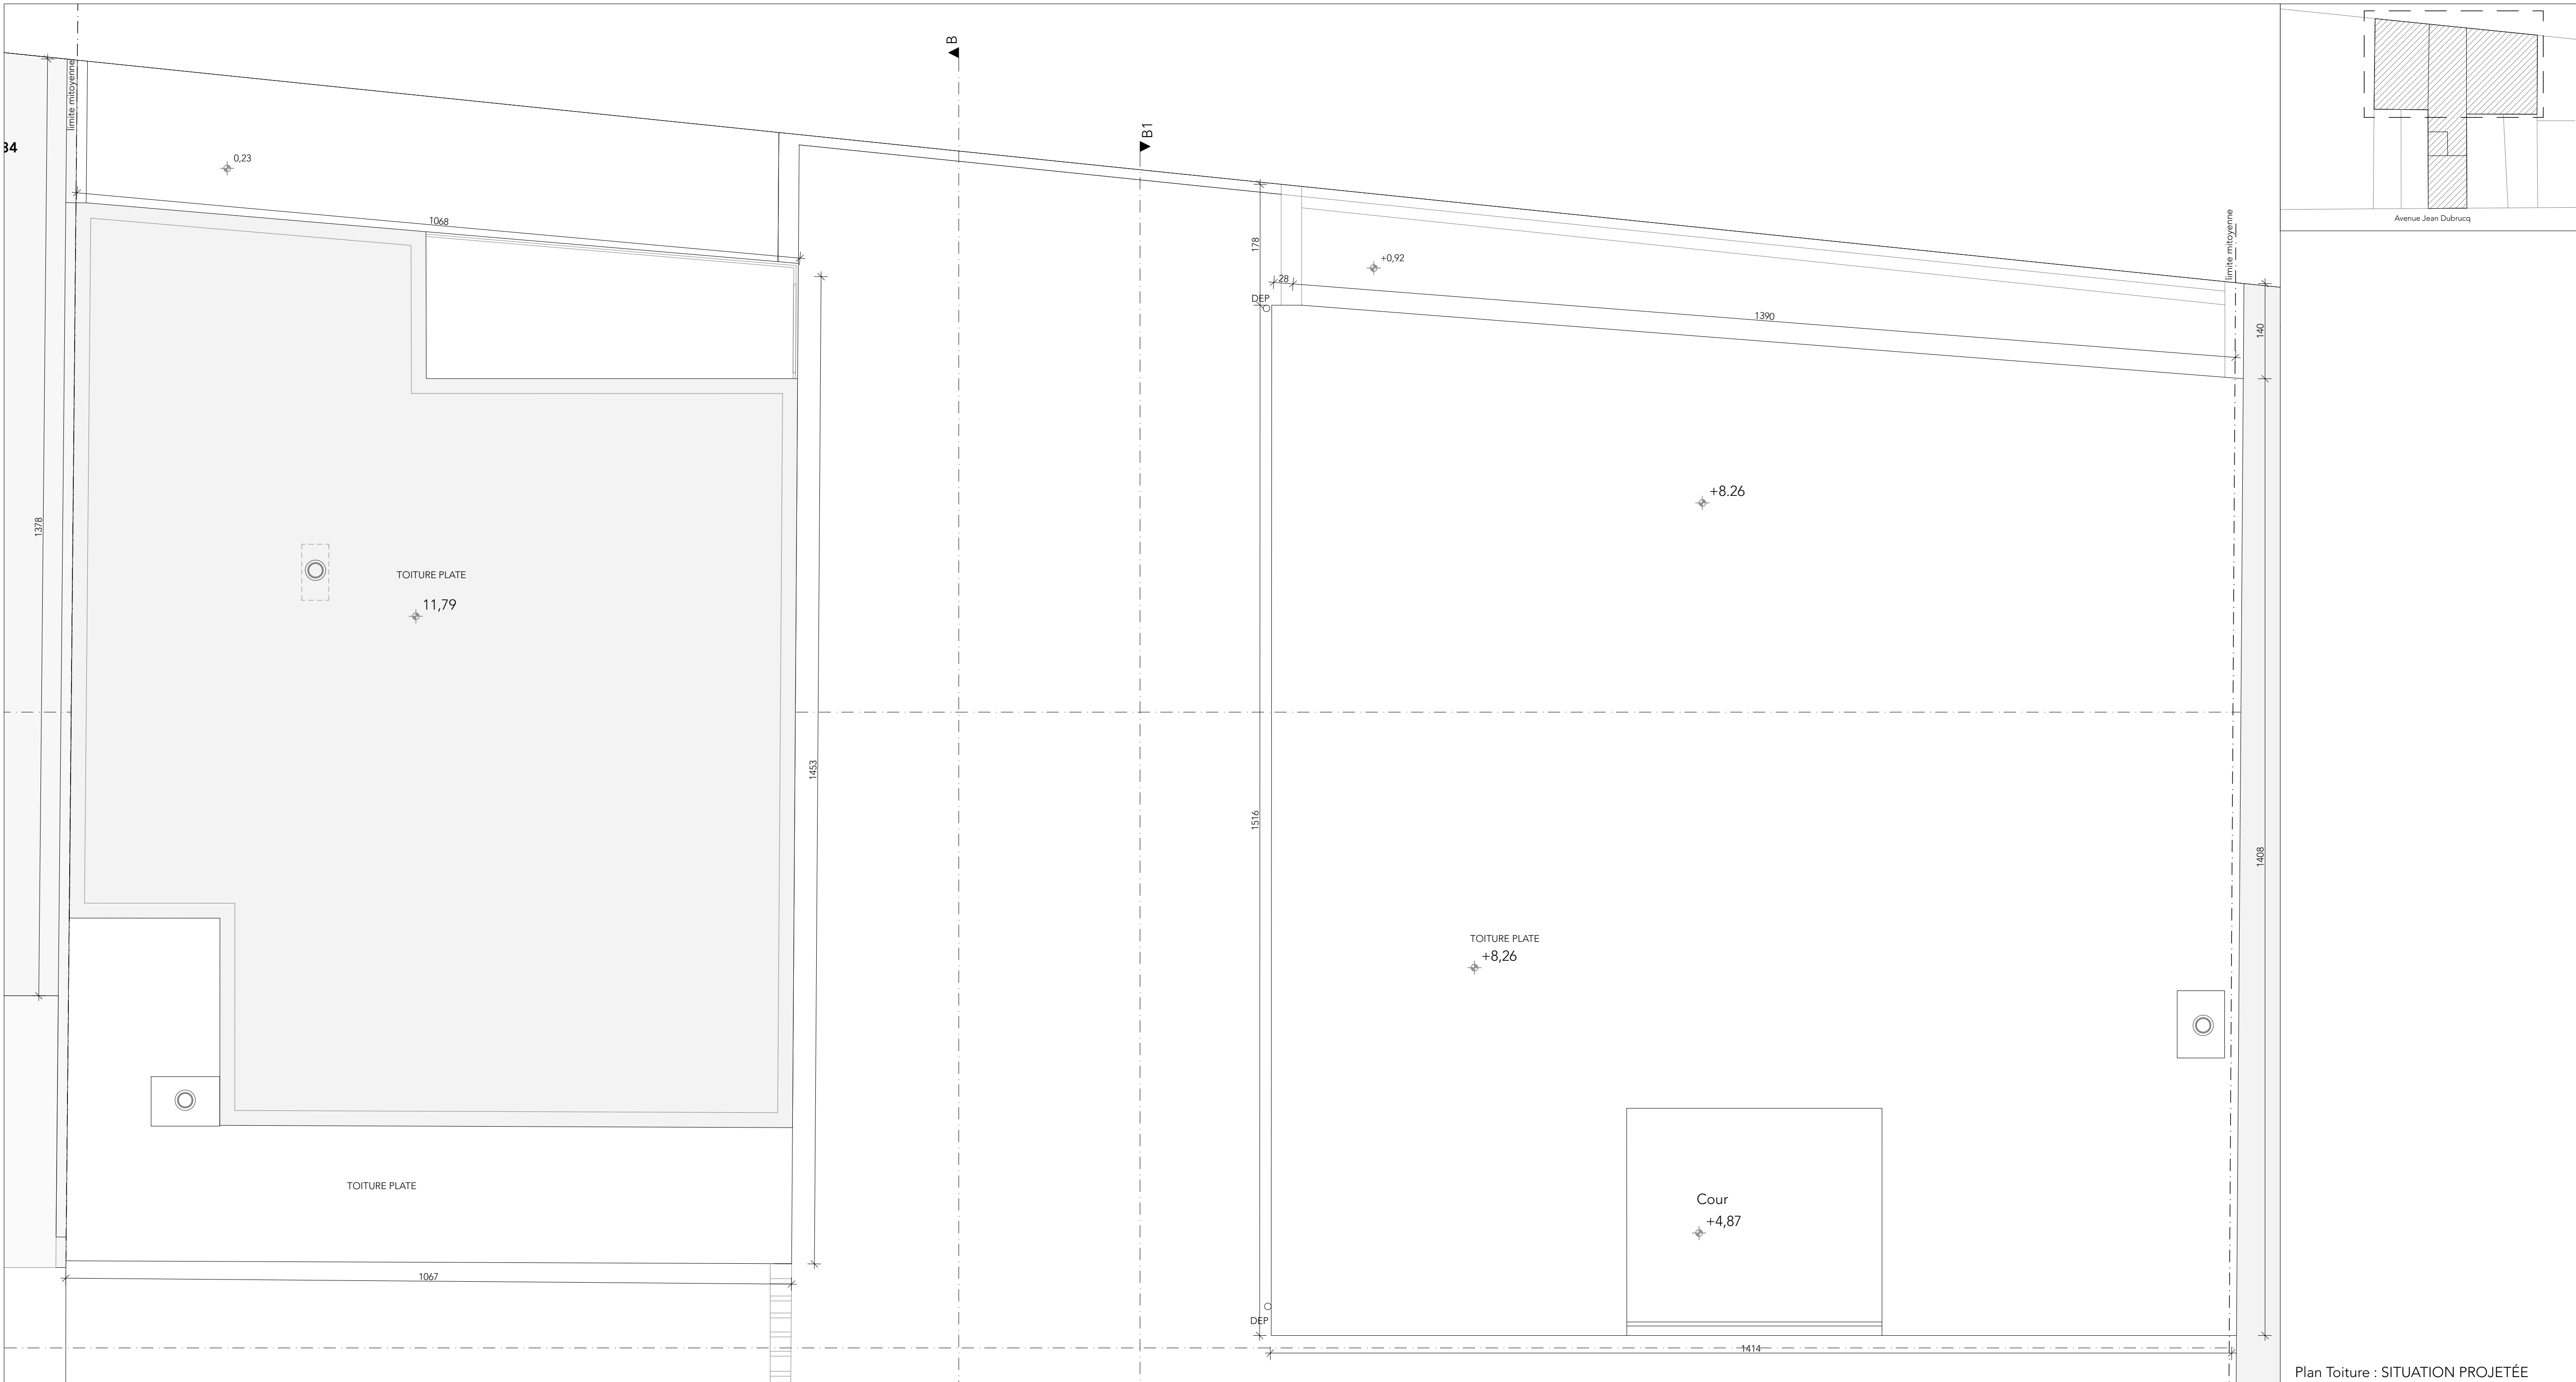 B
B1
limite mitoyenne
34
0,23
1068
178
+0,92
28
DEP
1390
limite mitoyenne
140
Avenue Jean Dubrucq
1378
+8.26
TOITURE PLATE
11,79
1453
1516
1408
TOITURE PLATE
+8,26
TOITURE PLATE
Cour
+4,87
1067
DEP
1414
Plan Toiture : SITUATION PROJETÉE